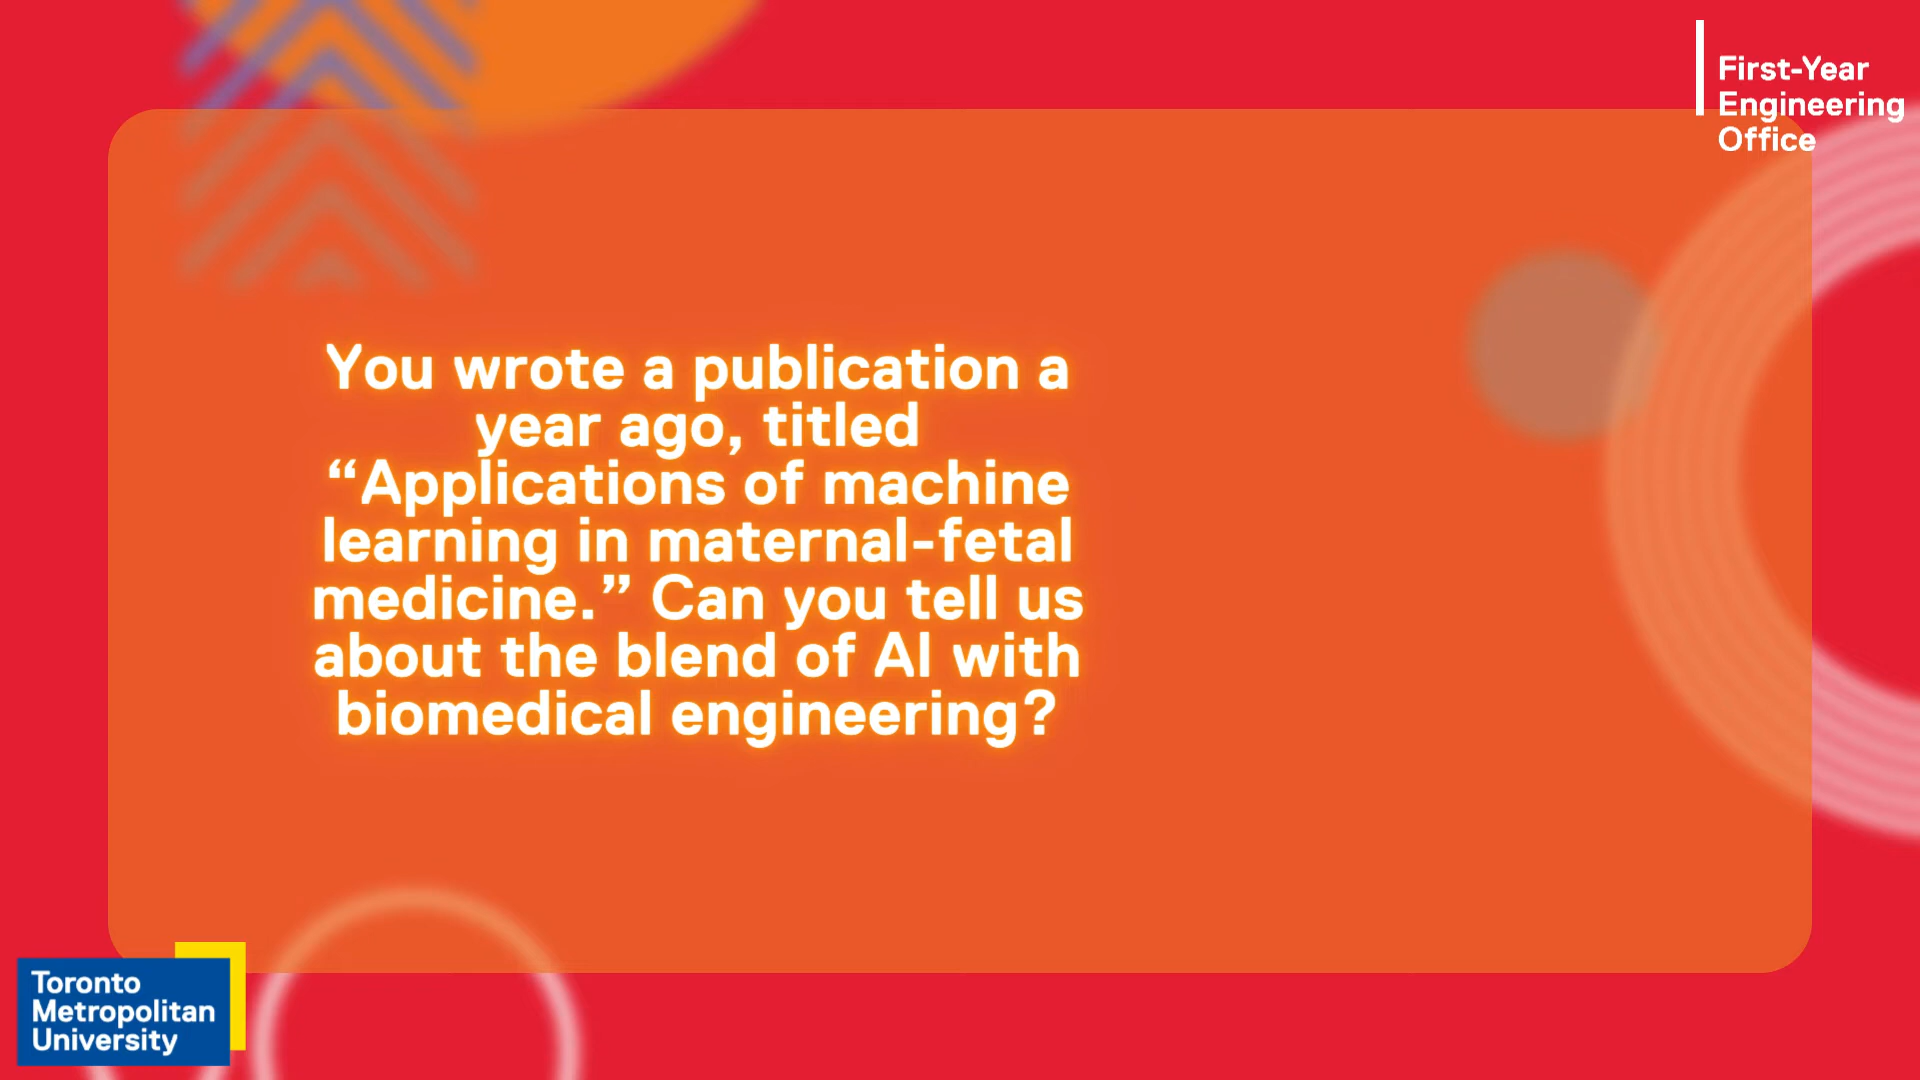 First-Year
Engineering
Office
You wrote a publication a
year ago, titled
“Applications of machine
learning in maternal-fetal
medicine.” Can you tell us
about the blend of AI with
biomedical engineering?
Toronto
Metropolitan
University